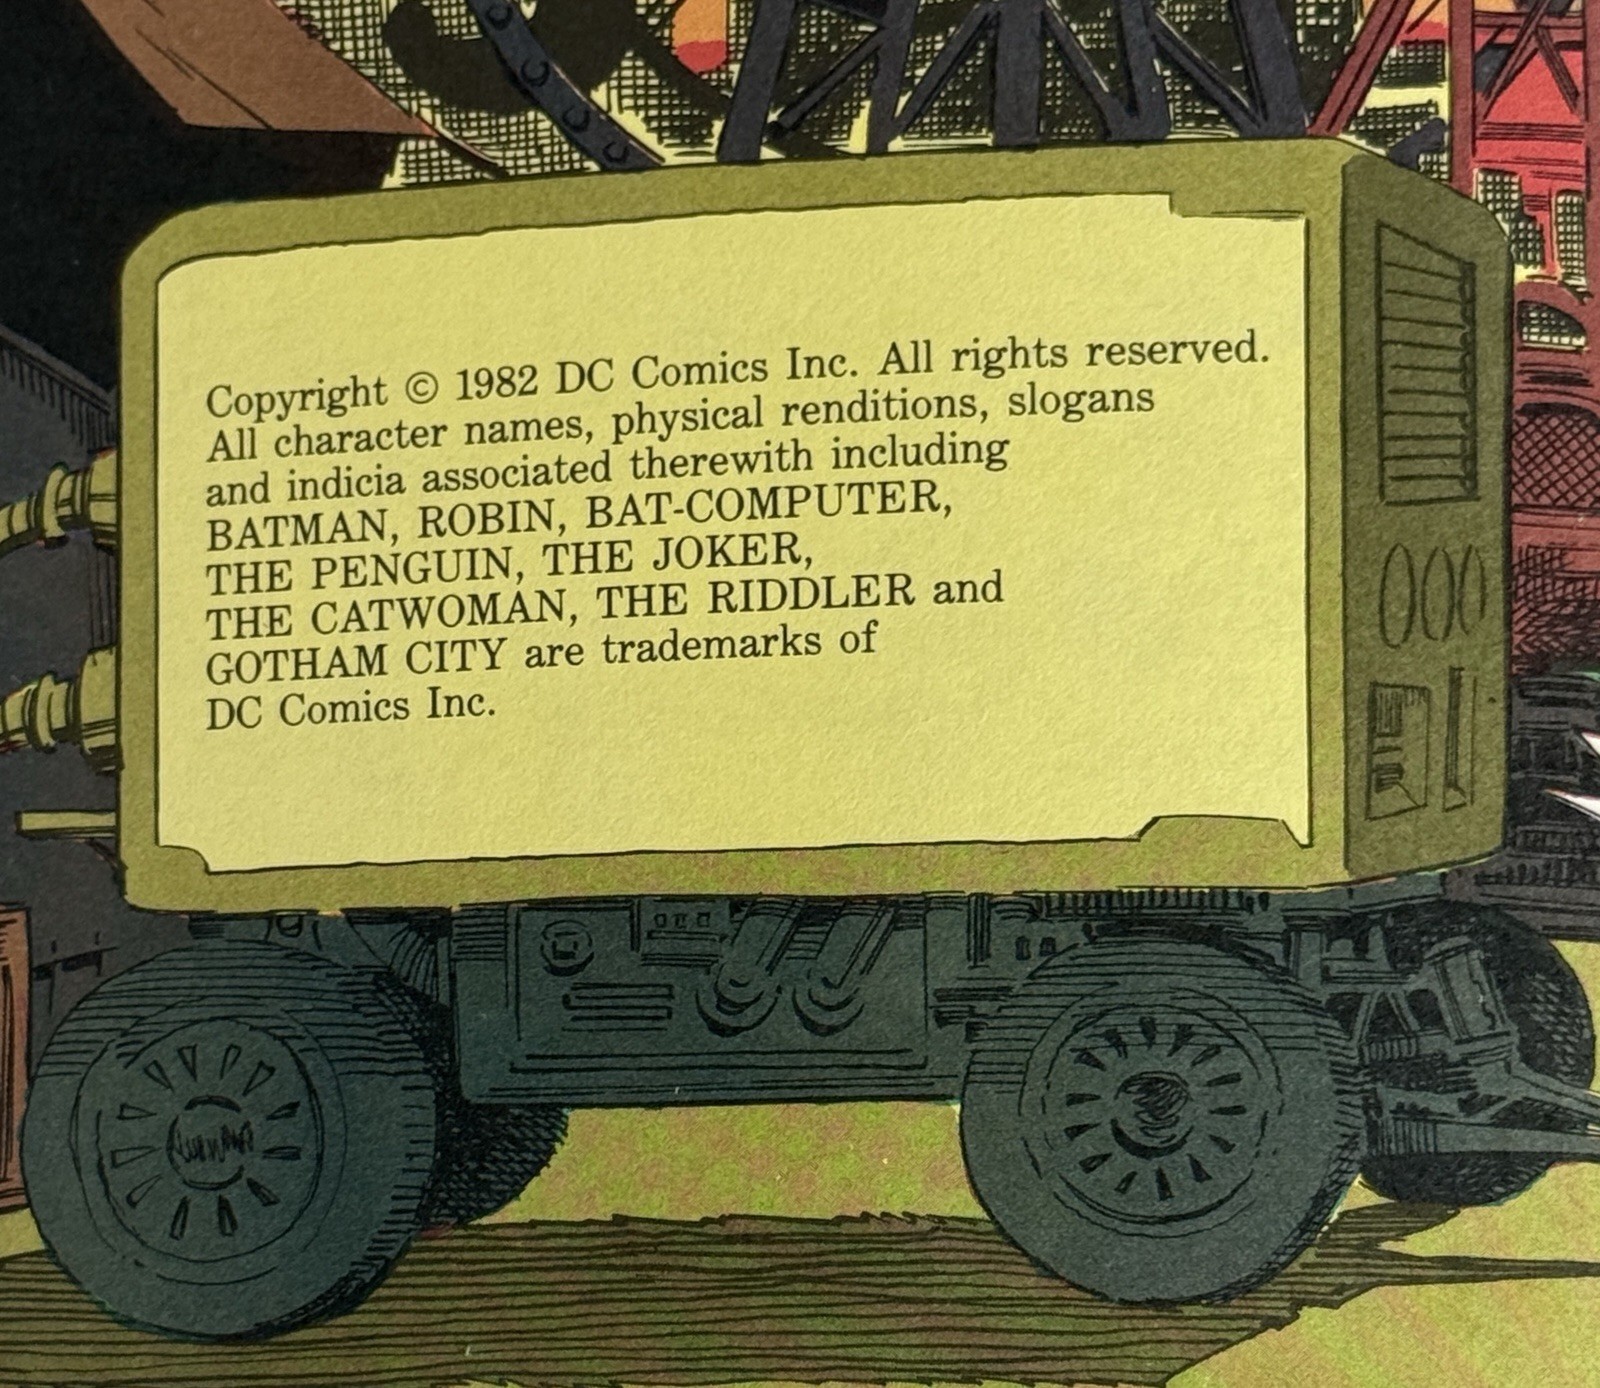 Copyright © 1982 DC Comics Inc. All rights reserved.
All character names, physical renditions, slogans
and indicia associated therewith including
BATMAN, ROBIN, BAT-COMPUTER,
THE PENGUIN, THE JOKER,
THE CATWOMAN, THE RIDDLER and
GOTHAM CITY are trademarks of
DC Comics Inc.